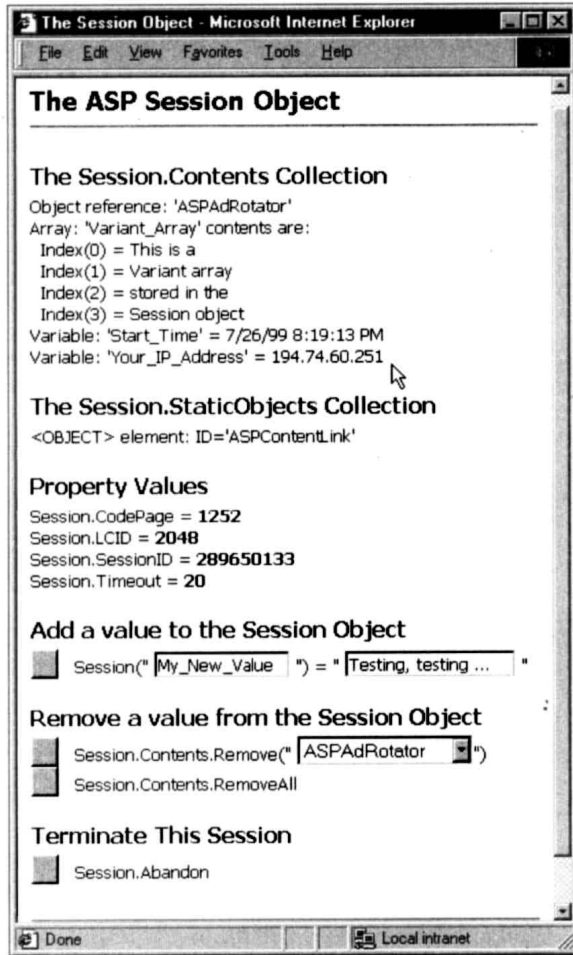 The Session Object - Microsoft Internet Explorer
File Edit View Favorites Tools Help
The ASP Session Object
The Session.Contents Collection
Object reference: 'ASPAdRotator'
Array: 'Variant_Array' contents are:
Index(0) = This is a
Index(1) = Variant array
Index(2) = stored in the
Index(3) = Session object
Variable: 'Start_Time' = 7/26/99 8:19:13 PM
Variable: 'Your_IP_Address' = 194.74.60.251
The Session.StaticObjects Collection
<OBJECT> element: ID='ASPContentLink'
Property Values
Session.CodePage = 1252
Session.LCID = 2048
Session.SessionID = 289650133
Session.Timeout = 20
Add a value to the Session Object
Session(" My_New_Value ") = " Testing, testing ... "
Remove a value from the Session Object
Session.Contents.Remove(" ASPAdRotator ")
Session.Contents.RemoveAll
Terminate This Session
Session.Abandon
Done Local intranet